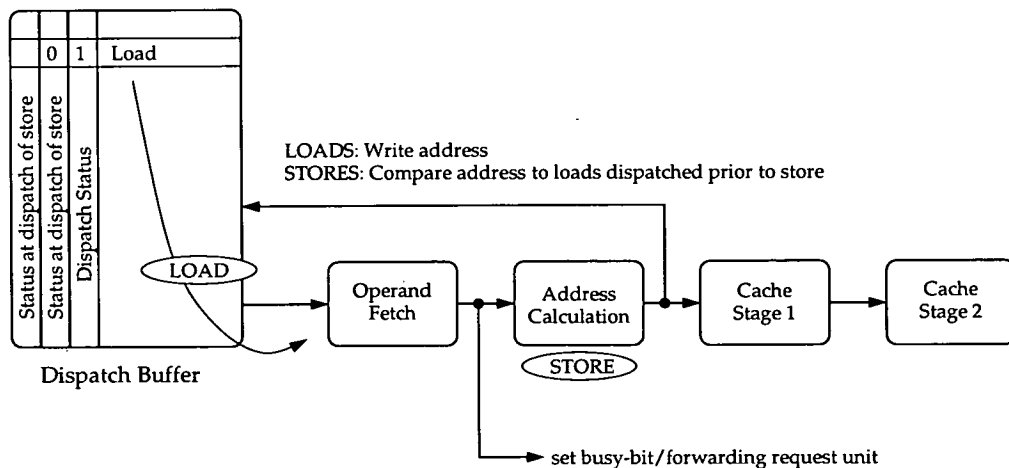 0 1 Load
Status at dispatch of store
Status at dispatch of store
Dispatch Status
LOADS: Write address
STORES: Compare address to loads dispatched prior to store
LOAD
Operand
Fetch
Address
Calculation
Cache
Stage 1
Cache
Stage 2
STORE
Dispatch Buffer
set busy-bit/forwarding request unit